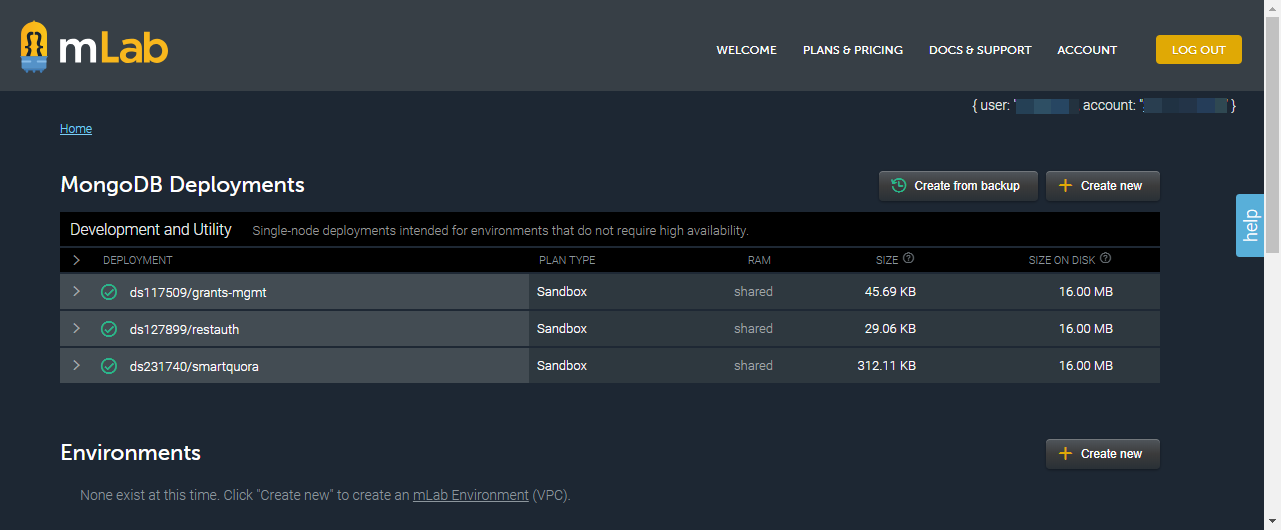 mLab
WELCOME PLANS & PRICING DOCS & SUPPORT ACCOUNT LOG OUT
{ user: ' account: " ' }
Home
MongoDB Deployments Create from backup Create new
Development and Utility Single-node deployments intended for environments that do not require high availability.
DEPLOYMENT PLAN TYPE RAM SIZE SIZE ON DISK
ds117509/grants-mgmt Sandbox shared 45.69 KB 16.00 MB
ds127899/restauth Sandbox shared 29.06 KB 16.00 MB
ds231740/smartquora Sandbox shared 312.11 KB 16.00 MB
help
Environments Create new
None exist at this time. Click "Create new" to create an mLab Environment (VPC).